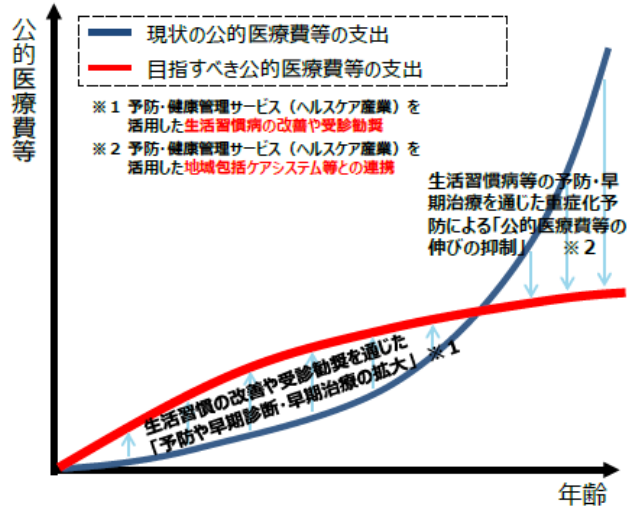 公的医療費等
現状の公的医療費等の支出
目指すべき公的医療費等の支出
※１ 予防・健康管理サービス（ヘルスケア産業）を
活用した生活習慣病の改善や受診勧奨
※２ 予防・健康管理サービス（ヘルスケア産業）を
活用した地域包括ケアシステム等との連携
生活習慣病等の予防・早
期治療を通じた重症化予
防による「公的医療費等の
伸びの抑制」 ※２
生活習慣の改善や受診勧奨を通じた
「予防や早期診断・早期治療の拡大」 ※１
年齢